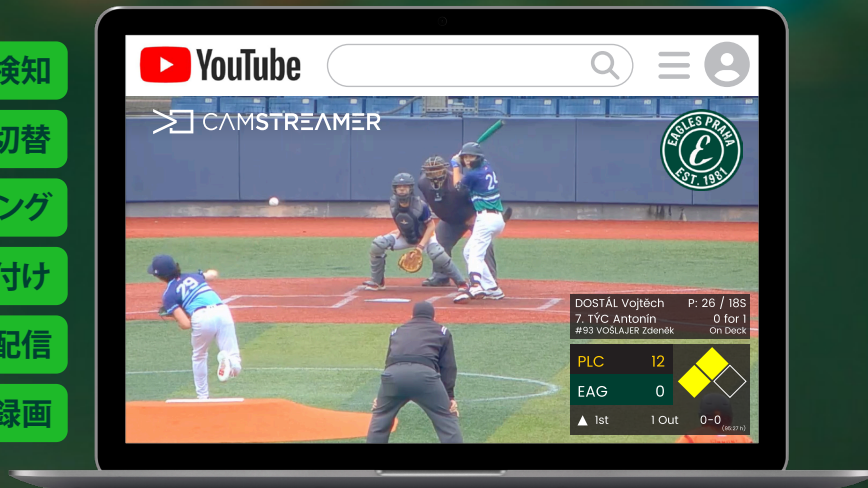 検知
切替
ング
付け
配信
録画
YouTube
CAMSTREAMER
EAGLES PRAHA
E
EST. 1981
24
29
DOSTÁL Vojtěch P: 26 / 18S
7. TÝC Antonín 0 for 1
#93 VOŠLAJER Zdeněk On Deck
PLC 12
EAG 0
▲ 1st 1 Out 0-0